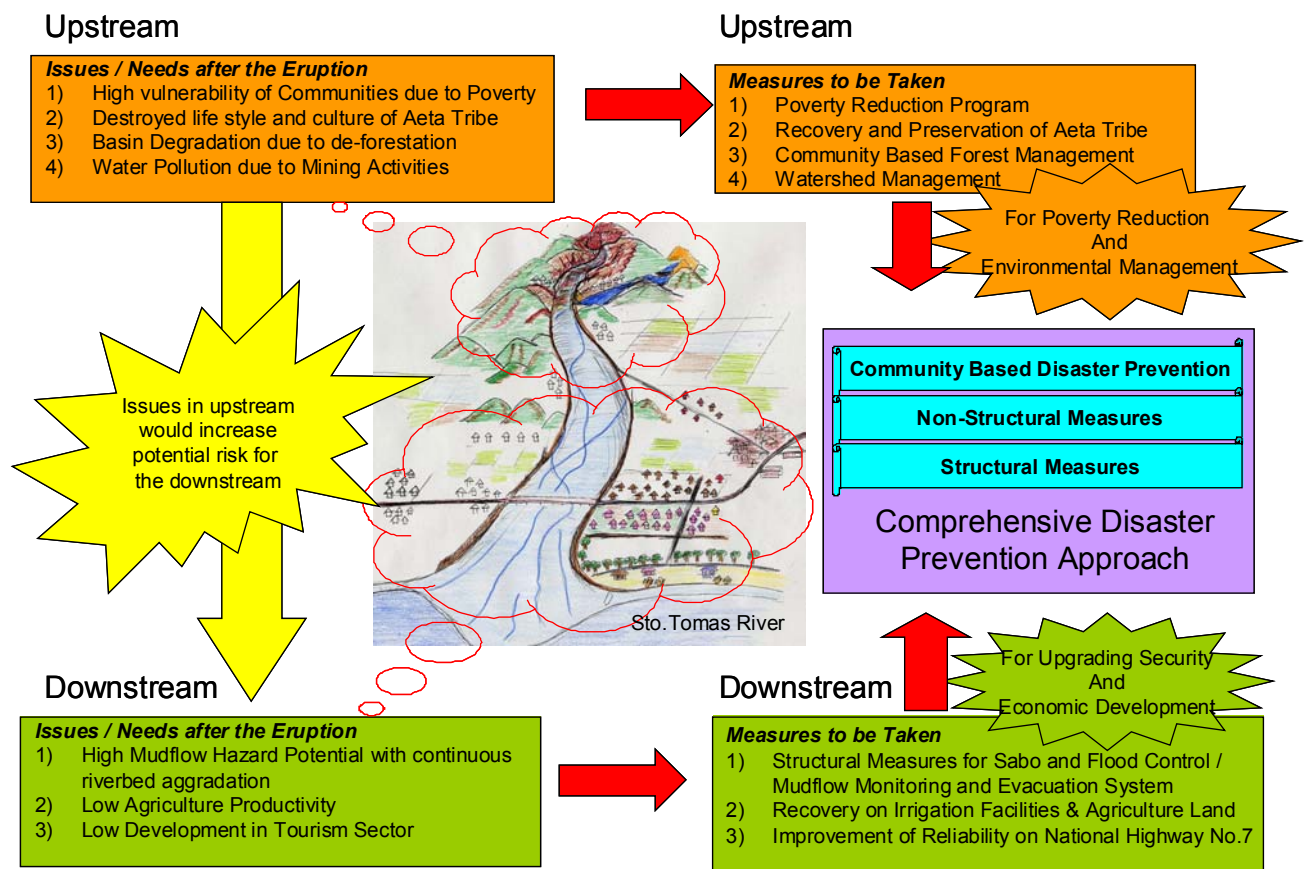 Upstream
Issues / Needs after the Eruption
1) High vulnerability of Communities due to Poverty
2) Destroyed life style and culture of Aeta Tribe
3) Basin Degradation due to de-forestation
4) Water Pollution due to Mining Activities
Upstream
Measures to be Taken
1) Poverty Reduction Program
2) Recovery and Preservation of Aeta Tribe
3) Community Based Forest Management
4) Watershed Management
For Poverty Reduction
And
Environmental Management
Issues in upstream
would increase
potential risk for
the downstream
Sto.Tomas River
Community Based Disaster Prevention
Non-Structural Measures
Structural Measures
Comprehensive Disaster
Prevention Approach
For Upgrading Security
And
Economic Development
Downstream
Issues / Needs after the Eruption
1) High Mudflow Hazard Potential with continuous
riverbed aggradation
2) Low Agriculture Productivity
3) Low Development in Tourism Sector
Downstream
Measures to be Taken
1) Structural Measures for Sabo and Flood Control /
Mudflow Monitoring and Evacuation System
2) Recovery on Irrigation Facilities & Agriculture Land
3) Improvement of Reliability on National Highway No.7